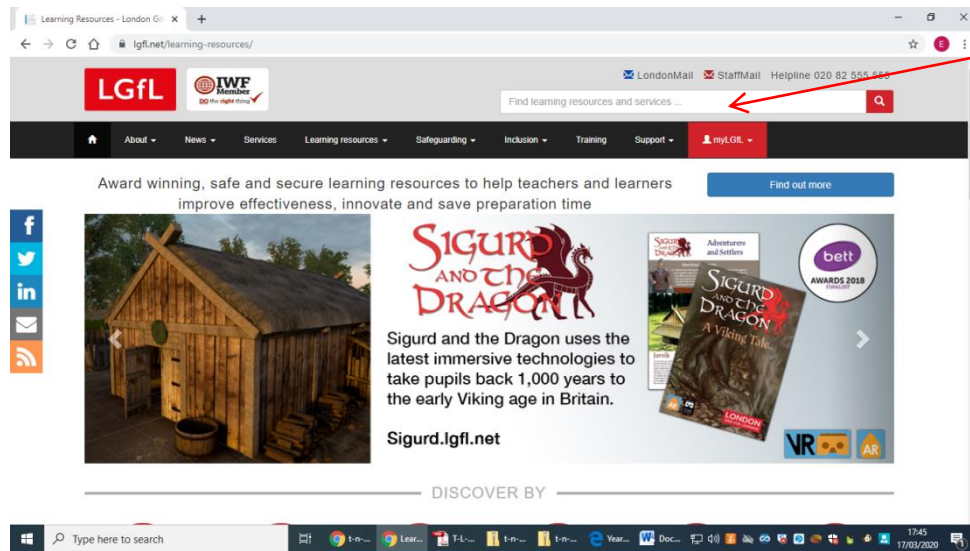 Learning Resources - London Gr
lgfl.net/learning-resources/
E
LGfL
IWF
Member
DO the right thing
LondonMail StaffMail Helpline 020 82 555 555
Find learning resources and services ...
About News Services Learning resources Safeguarding Inclusion Training Support myLGfL
Award winning, safe and secure learning resources to help teachers and learners
improve effectiveness, innovate and save preparation time
Find out more
SIGURD
AND THE
DRAGON
Sigurd and the Dragon uses the
latest immersive technologies to
take pupils back 1,000 years to
the early Viking age in Britain.
Sigurd.lgfl.net
Adventurers
and Settlers
Jorvik
SIGURD
AND THE
DRAGON
A Viking Tale
LONDON
bett
AWARDS 2018
FINALIST
VR
AR
DISCOVER BY
Type here to search
t-n-... Lear... T-L-... t-n-... t-n-... Year... Doc...
17:45
17/03/2020